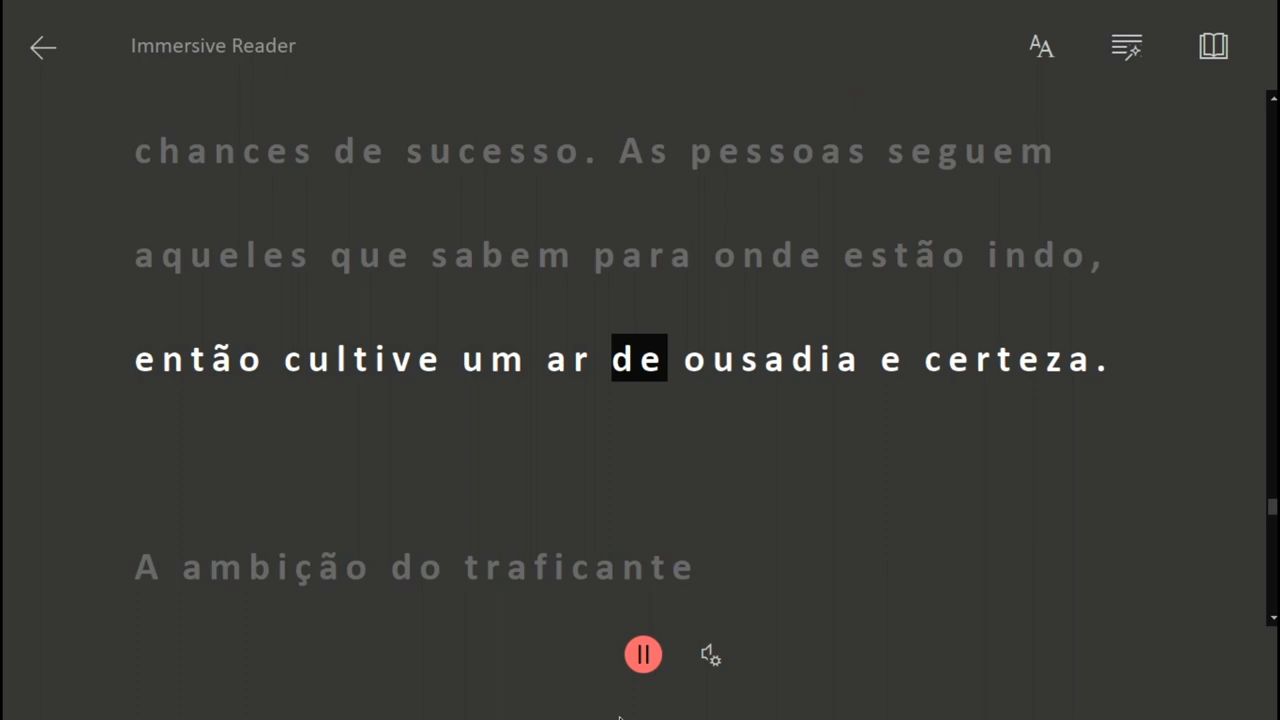 Immersive Reader
chances de sucesso. As pessoas seguem
aqueles que sabem para onde estão indo,
então cultive um ar de ousadia e certeza.
A ambição do traficante